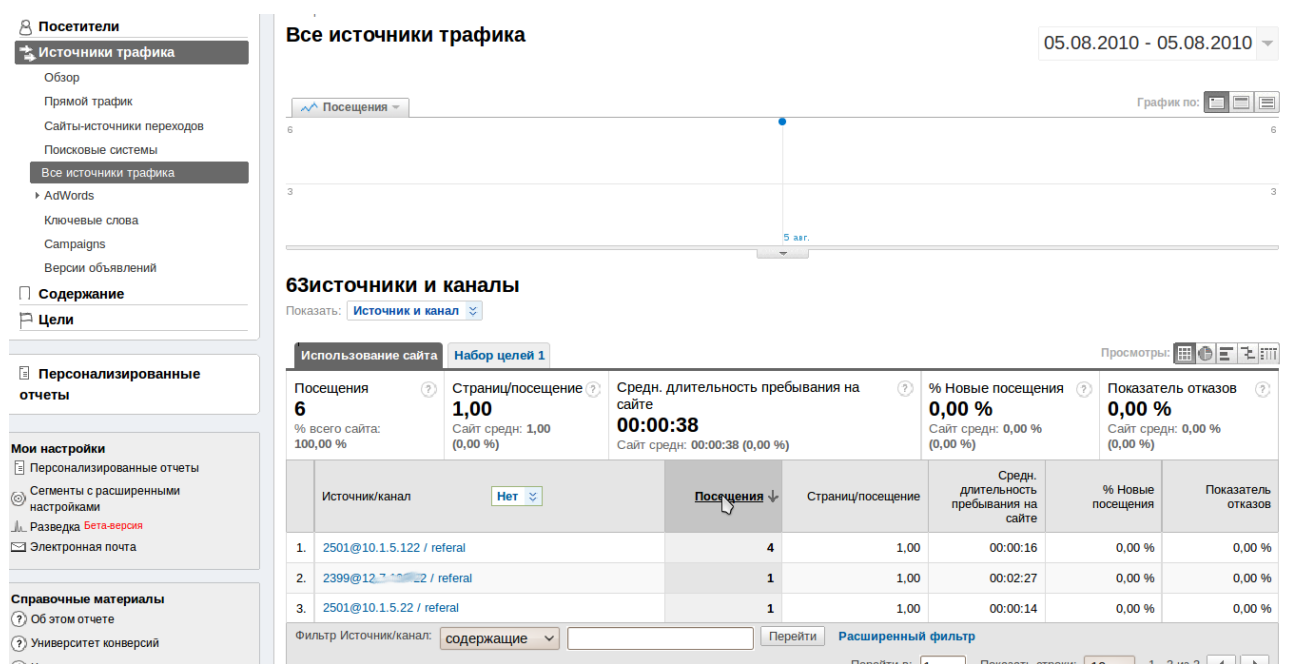 Посетители
Источники трафика
Обзор
Прямой трафик
Сайты-источники переходов
Поисковые системы
Все источники трафика
AdWords
Ключевые слова
Campaigns
Версии объявлений
Содержание
Цели
Персонализированные
отчеты
Мои настройки
Персонализированные отчеты
Сегменты с расширенными
настройками
Разведка Бета-версия
Электронная почта
Справочные материалы
? Об этом отчете
? Университет конверсий
Все источники трафика
05.08.2010 - 05.08.2010
Посещения
График по:
6 6
3 3
5 авг.
63источники и каналы
Показать: Источник и канал
Использование сайта Набор целей 1
Просмотры:
Посещения ?
6
% всего сайта:
100,00 %
Страниц/посещение ?
1,00
Сайт средн: 1,00
(0,00 %)
Средн. длительность пребывания на ?
сайте
00:00:38
Сайт средн: 00:00:38 (0,00 %)
% Новые посещения ?
0,00 %
Сайт средн: 0,00 %
(0,00 %)
Показатель отказов ?
0,00 %
Сайт средн: 0,00 %
(0,00 %)
Источник/канал Нет
Посещения
Страниц/посещение
Средн.
длительность
пребывания на
сайте
% Новые
посещения
Показатель
отказов
1. 2501@10.1.5.122 / referal 4 1,00 00:00:16 0,00 % 0,00 %
2. / referal 1 1,00 00:02:27 0,00 % 0,00 %
3. 2501@10.1.5.22 / referal 1 1,00 00:00:14 0,00 % 0,00 %
Фильтр Источник/канал: содержащие Перейти Расширенный фильтр
Перейти в: Показать строки: